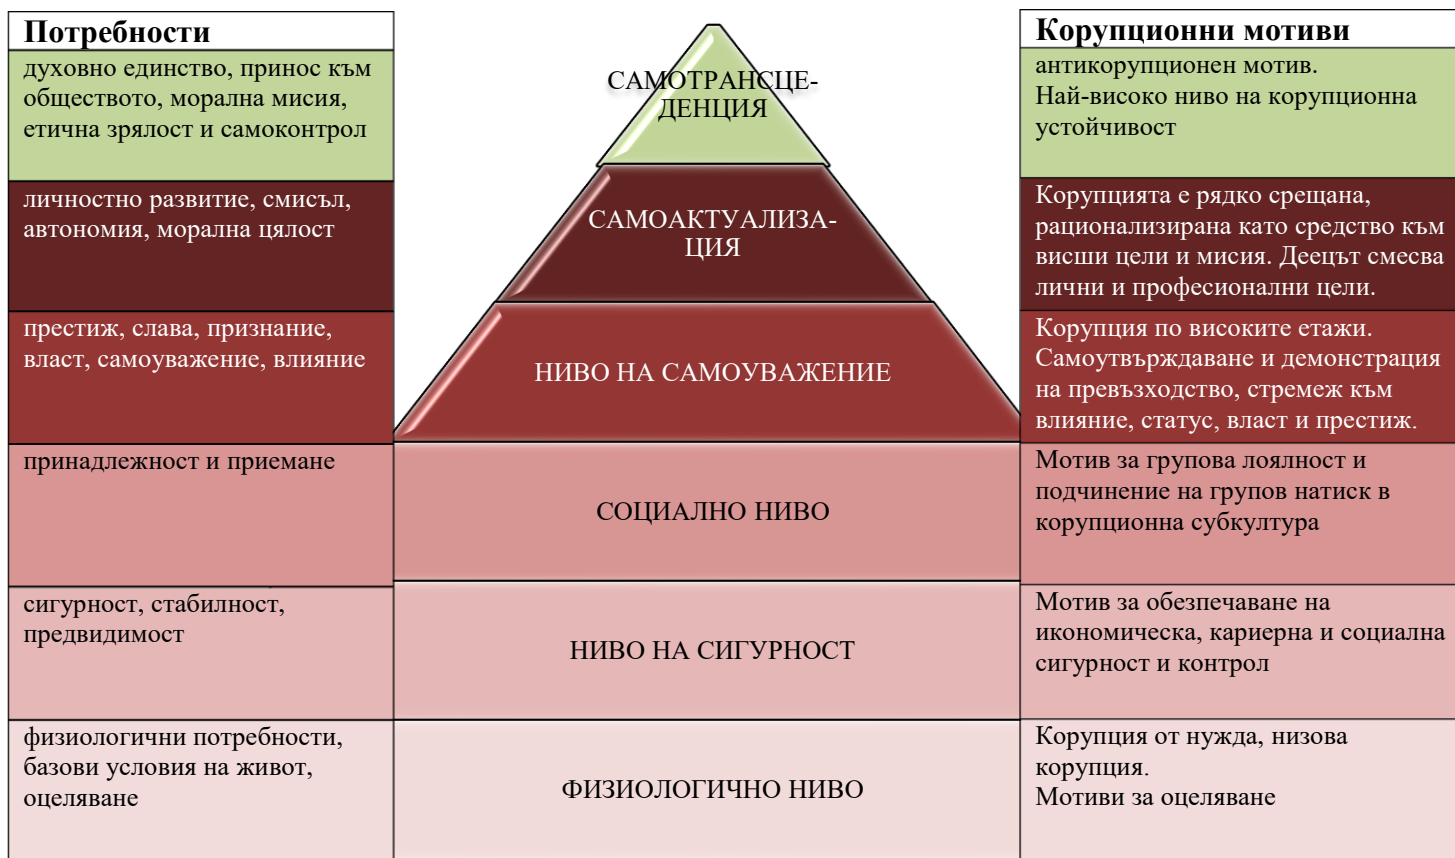 Потребности
духовно единство, принос към
обществото, морална мисия,
етична зрялост и самоконтрол
САМОТРАНСЦЕ-
ДЕНЦИЯ
Корупционни мотиви
антикорупционен мотив.
Най-високо ниво на корупционна
устойчивост
личностно развитие, смисъл,
автономия, морална цялост
САМОАКТУАЛИЗА-
ЦИЯ
Корупцията е рядко срещана,
рационализирана като средство към
висши цели и мисия. Деецът смесва
лични и професионални цели.
престиж, слава, признание,
власт, самоуважение, влияние
НИВО НА САМОУВАЖЕНИЕ
Корупция по високите етажи.
Самоутвърждаване и демонстрация
на превъзходство, стремеж към
влияние, статус, власт и престиж.
принадлежност и приемане
СОЦИАЛНО НИВО
Мотив за групова лоялност и
подчинение на групов натиск в
корупционна субкултура
сигурност, стабилност,
предвидимост
НИВО НА СИГУРНОСТ
Мотив за обезпечаване на
икономическа, кариерна и социална
сигурност и контрол
физиологични потребности,
базови условия на живот,
оцеляване
ФИЗИОЛОГИЧНО НИВО
Корупция от нужда, низова
корупция.
Мотиви за оцеляване